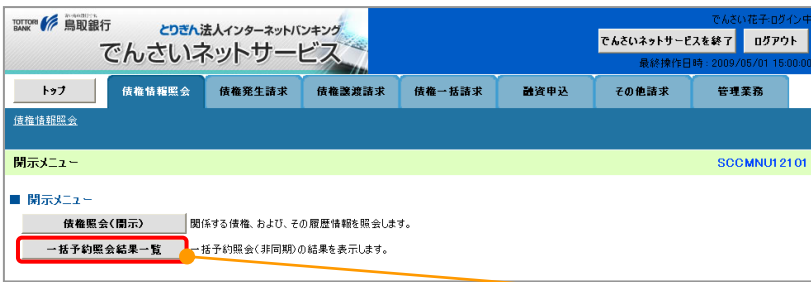 TOTTORI BANK 鳥取銀行
とりぎん法人インターネットバンキング
でんさいネットサービス
でんさい花子 ログイン中
でんさいネットサービスを終了 ログアウト
最終操作日時:2009/05/01 15:00:00
トップ 債権情報照会 債権発生請求 債権譲渡請求 債権一括請求 融資申込 その他請求 管理業務
債権情報照会
開示メニュー SCCMNU12101
■ 開示メニュー
債権照会(開示) 関係する債権、および、その履歴情報を照会します。
一括予約照会結果一覧 一括予約照会(非同期)の結果を表示します。